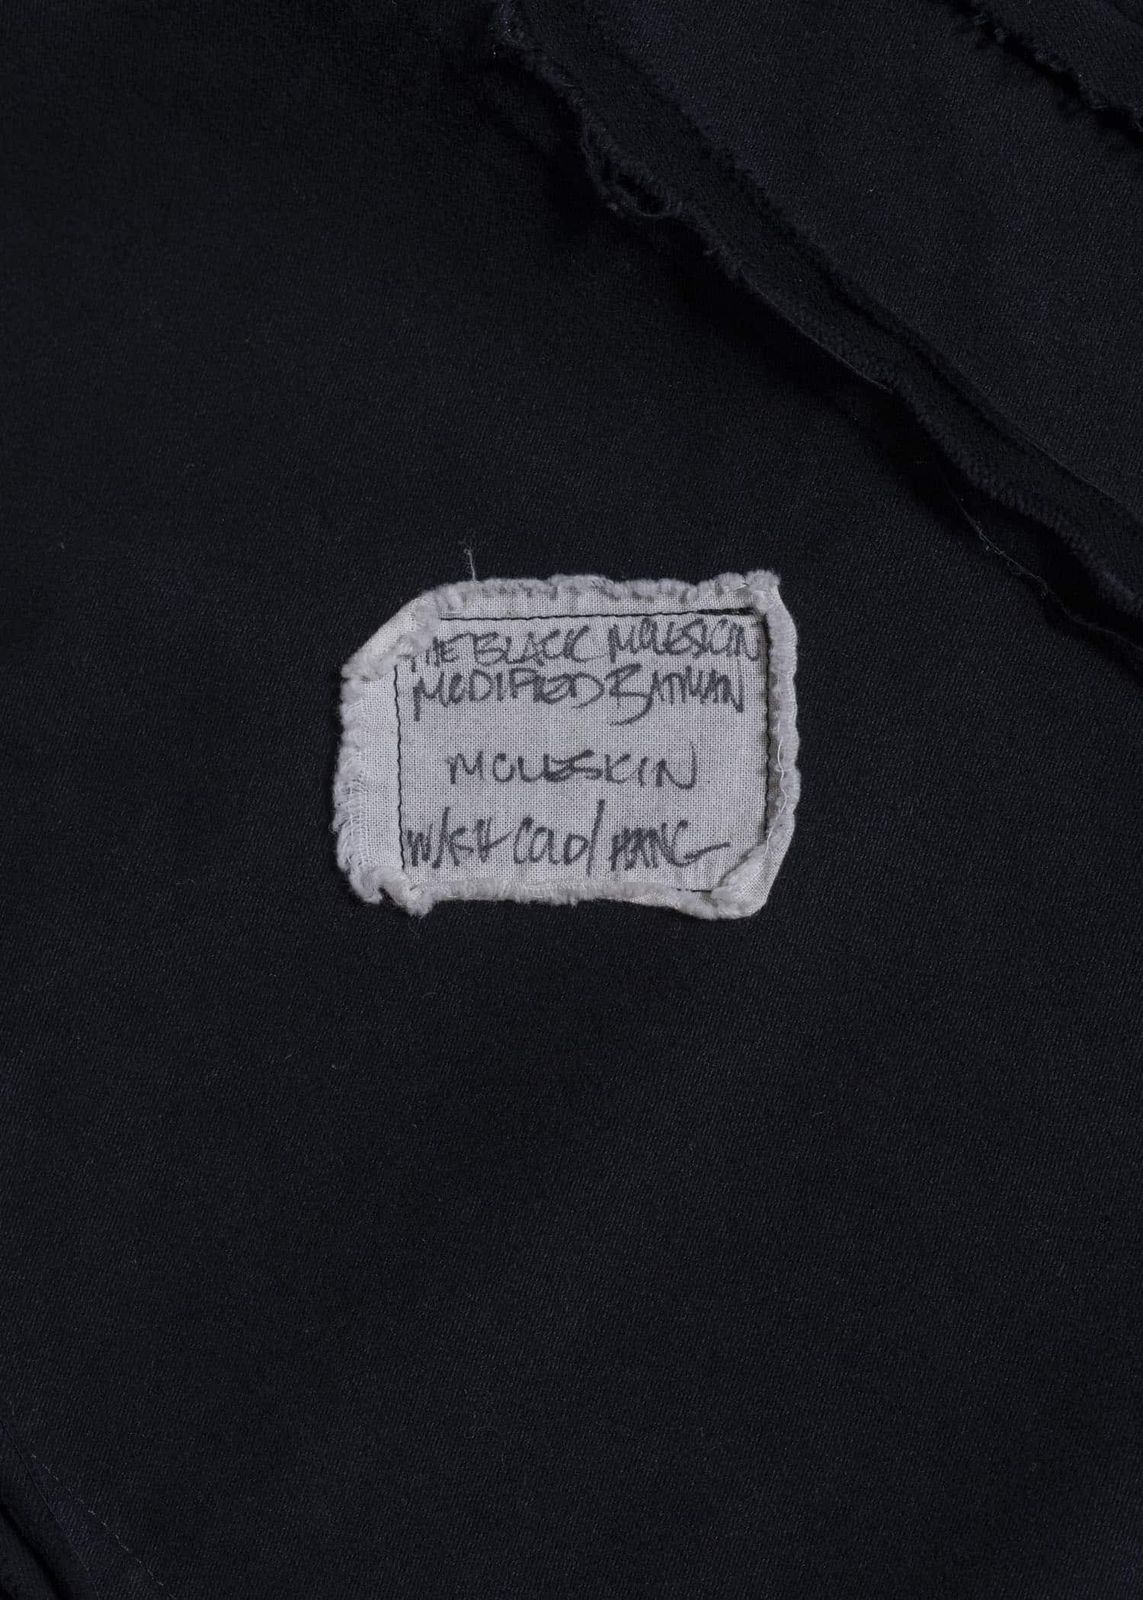 THE BLACK MOLESKIN
MODIFIED BATMAN
MOLESKIN
WASH COLD / HANG